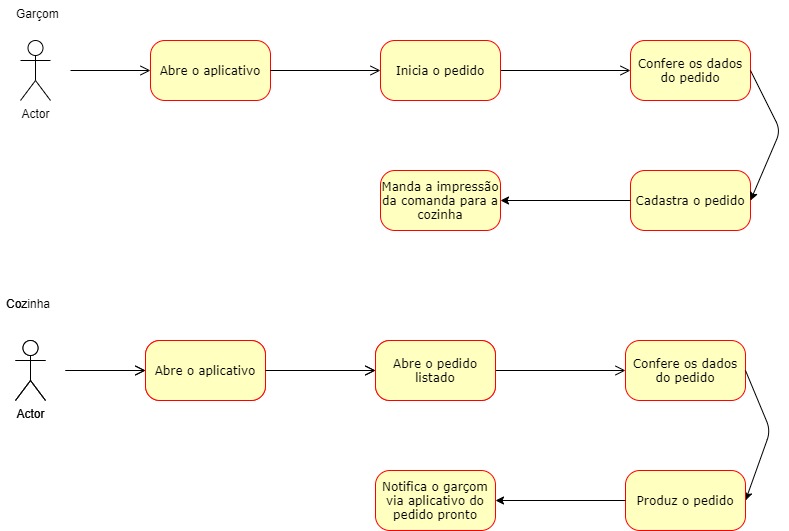 Garçom
Actor
Abre o aplicativo
Inicia o pedido
Confere os dados
do pedido
Manda a impressão
da comanda para a
cozinha
Cadastra o pedido
Cozinha
Actor
Abre o aplicativo
Abre o pedido
listado
Confere os dados
do pedido
Notifica o garçom
via aplicativo do
pedido pronto
Produz o pedido